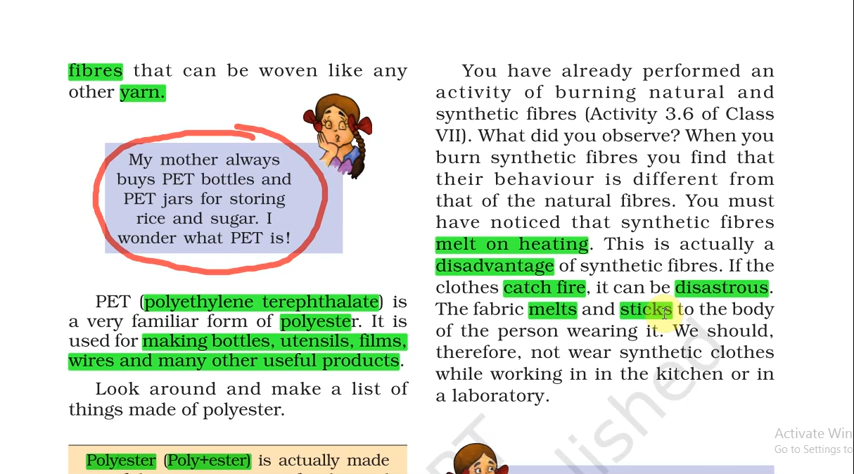 fibres that can be woven like any
other yarn.
My mother always
buys PET bottles and
PET jars for storing
rice and sugar. I
wonder what PET is!
PET (polyethylene terephthalate) is
a very familiar form of polyester. It is
used for making bottles, utensils, films,
wires and many other useful products.
Look around and make a list of
things made of polyester.
Polyester (Poly+ester) is actually made
You have already performed an
activity of burning natural and
synthetic fibres (Activity 3.6 of Class
VII). What did you observe? When you
burn synthetic fibres you find that
their behaviour is different from
that of the natural fibres. You must
have noticed that synthetic fibres
melt on heating. This is actually a
disadvantage of synthetic fibres. If the
clothes catch fire, it can be disastrous.
The fabric melts and sticks to the body
of the person wearing it. We should,
therefore, not wear synthetic clothes
while working in in the kitchen or in
a laboratory.
Activate Win
Go to Settings to